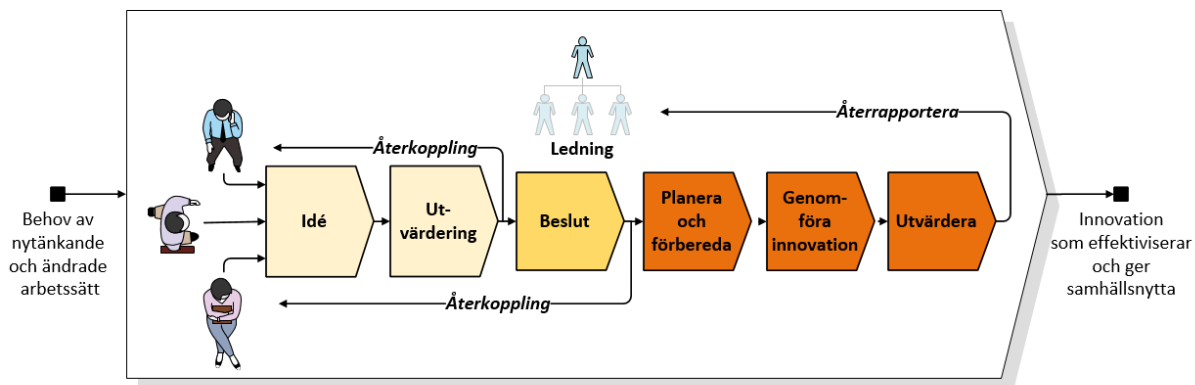 Behov av
nytänkande
och ändrade
arbetssätt
Ledning
Återrapportera
Återkoppling
Idé
Ut-
värdering
Beslut
Planera
och
förbereda
Genom-
föra
innovation
Utvärdera
Återkoppling
Innovation
som effektiviserar
och ger
samhällsnytta